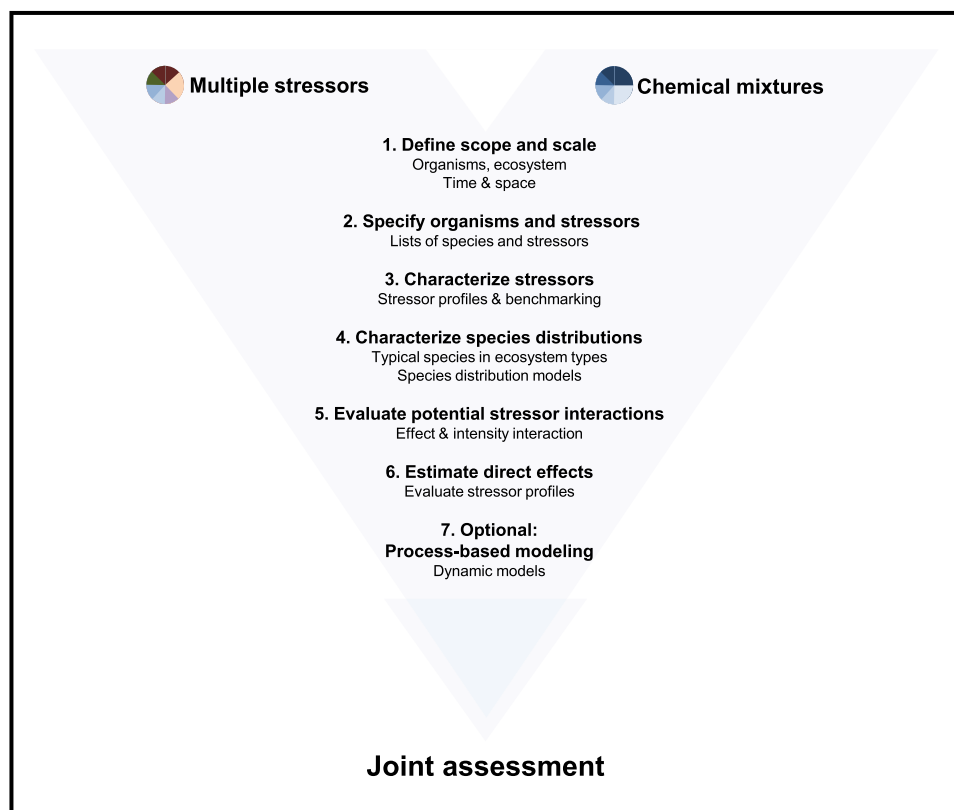 Multiple stressors
Chemical mixtures
1. Define scope and scale
Organisms, ecosystem
Time & space
2. Specify organisms and stressors
Lists of species and stressors
3. Characterize stressors
Stressor profiles & benchmarking
4. Characterize species distributions
Typical species in ecosystem types
Species distribution models
5. Evaluate potential stressor interactions
Effect & intensity interaction
6. Estimate direct effects
Evaluate stressor profiles
7. Optional:
Process-based modeling
Dynamic models
Joint assessment